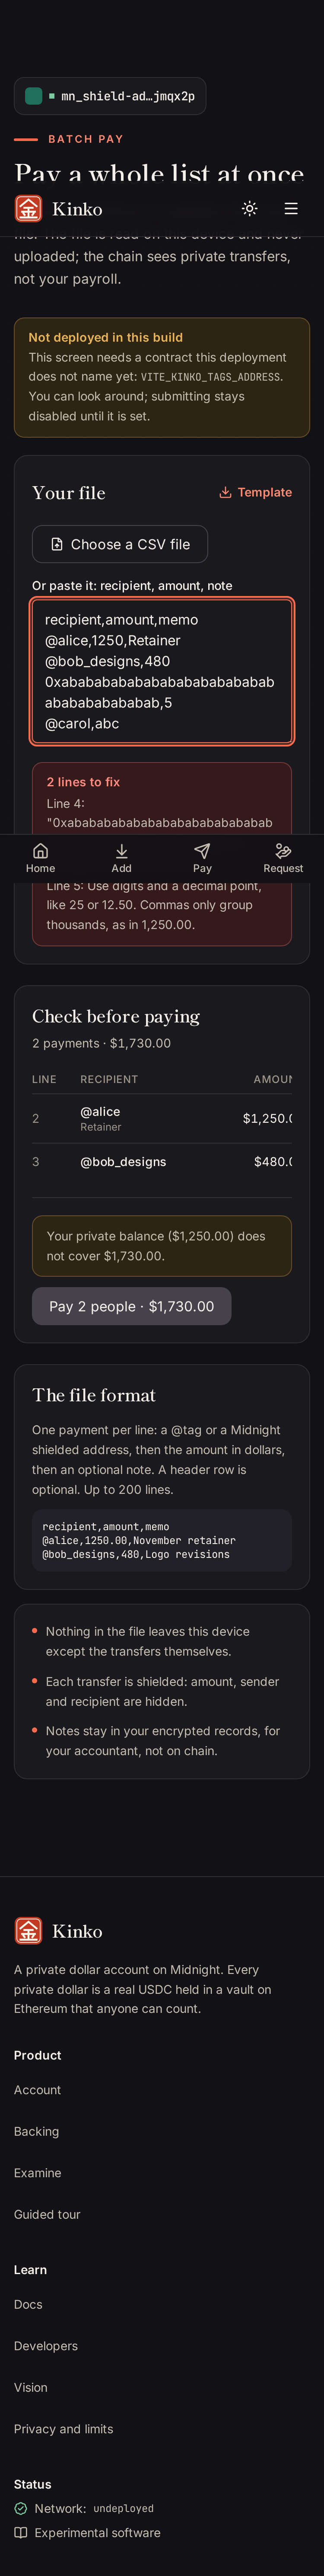 mn_shield-ad…jmqx2p
BATCH PAY
Pay a whole list at once
金 Kinko
file. The file is read on this device and never
uploaded; the chain sees private transfers,
not your payroll.
Not deployed in this build
This screen needs a contract this deployment
does not name yet: VITE_KINKO_TAGS_ADDRESS.
You can look around; submitting stays
disabled until it is set.
Your file
Template
Choose a CSV file
Or paste it: recipient, amount, note
recipient,amount,memo
@alice,1250,Retainer
@bob_designs,480
0xabababababababababababab
ababababababab,5
@carol,abc
2 lines to fix
Line 4:
"0xabababababababababababab
Home
Add
Pay
Request
Line 5: Use digits and a decimal point,
like 25 or 12.50. Commas only group
thousands, as in 1,250.00.
Check before paying
2 payments · $1,730.00
LINE RECIPIENT AMOUN
2 @alice $1,250.0
Retainer
3 @bob_designs $480.0
Your private balance ($1,250.00) does
not cover $1,730.00.
Pay 2 people · $1,730.00
The file format
One payment per line: a @tag or a Midnight
shielded address, then the amount in dollars,
then an optional note. A header row is
optional. Up to 200 lines.
recipient,amount,memo
@alice,1250.00,November retainer
@bob_designs,480,Logo revisions
Nothing in the file leaves this device
except the transfers themselves.
Each transfer is shielded: amount, sender
and recipient are hidden.
Notes stay in your encrypted records, for
your accountant, not on chain.
金 Kinko
A private dollar account on Midnight. Every
private dollar is a real USDC held in a vault on
Ethereum that anyone can count.
Product
Account
Backing
Examine
Guided tour
Learn
Docs
Developers
Vision
Privacy and limits
Status
Network: undeployed
Experimental software